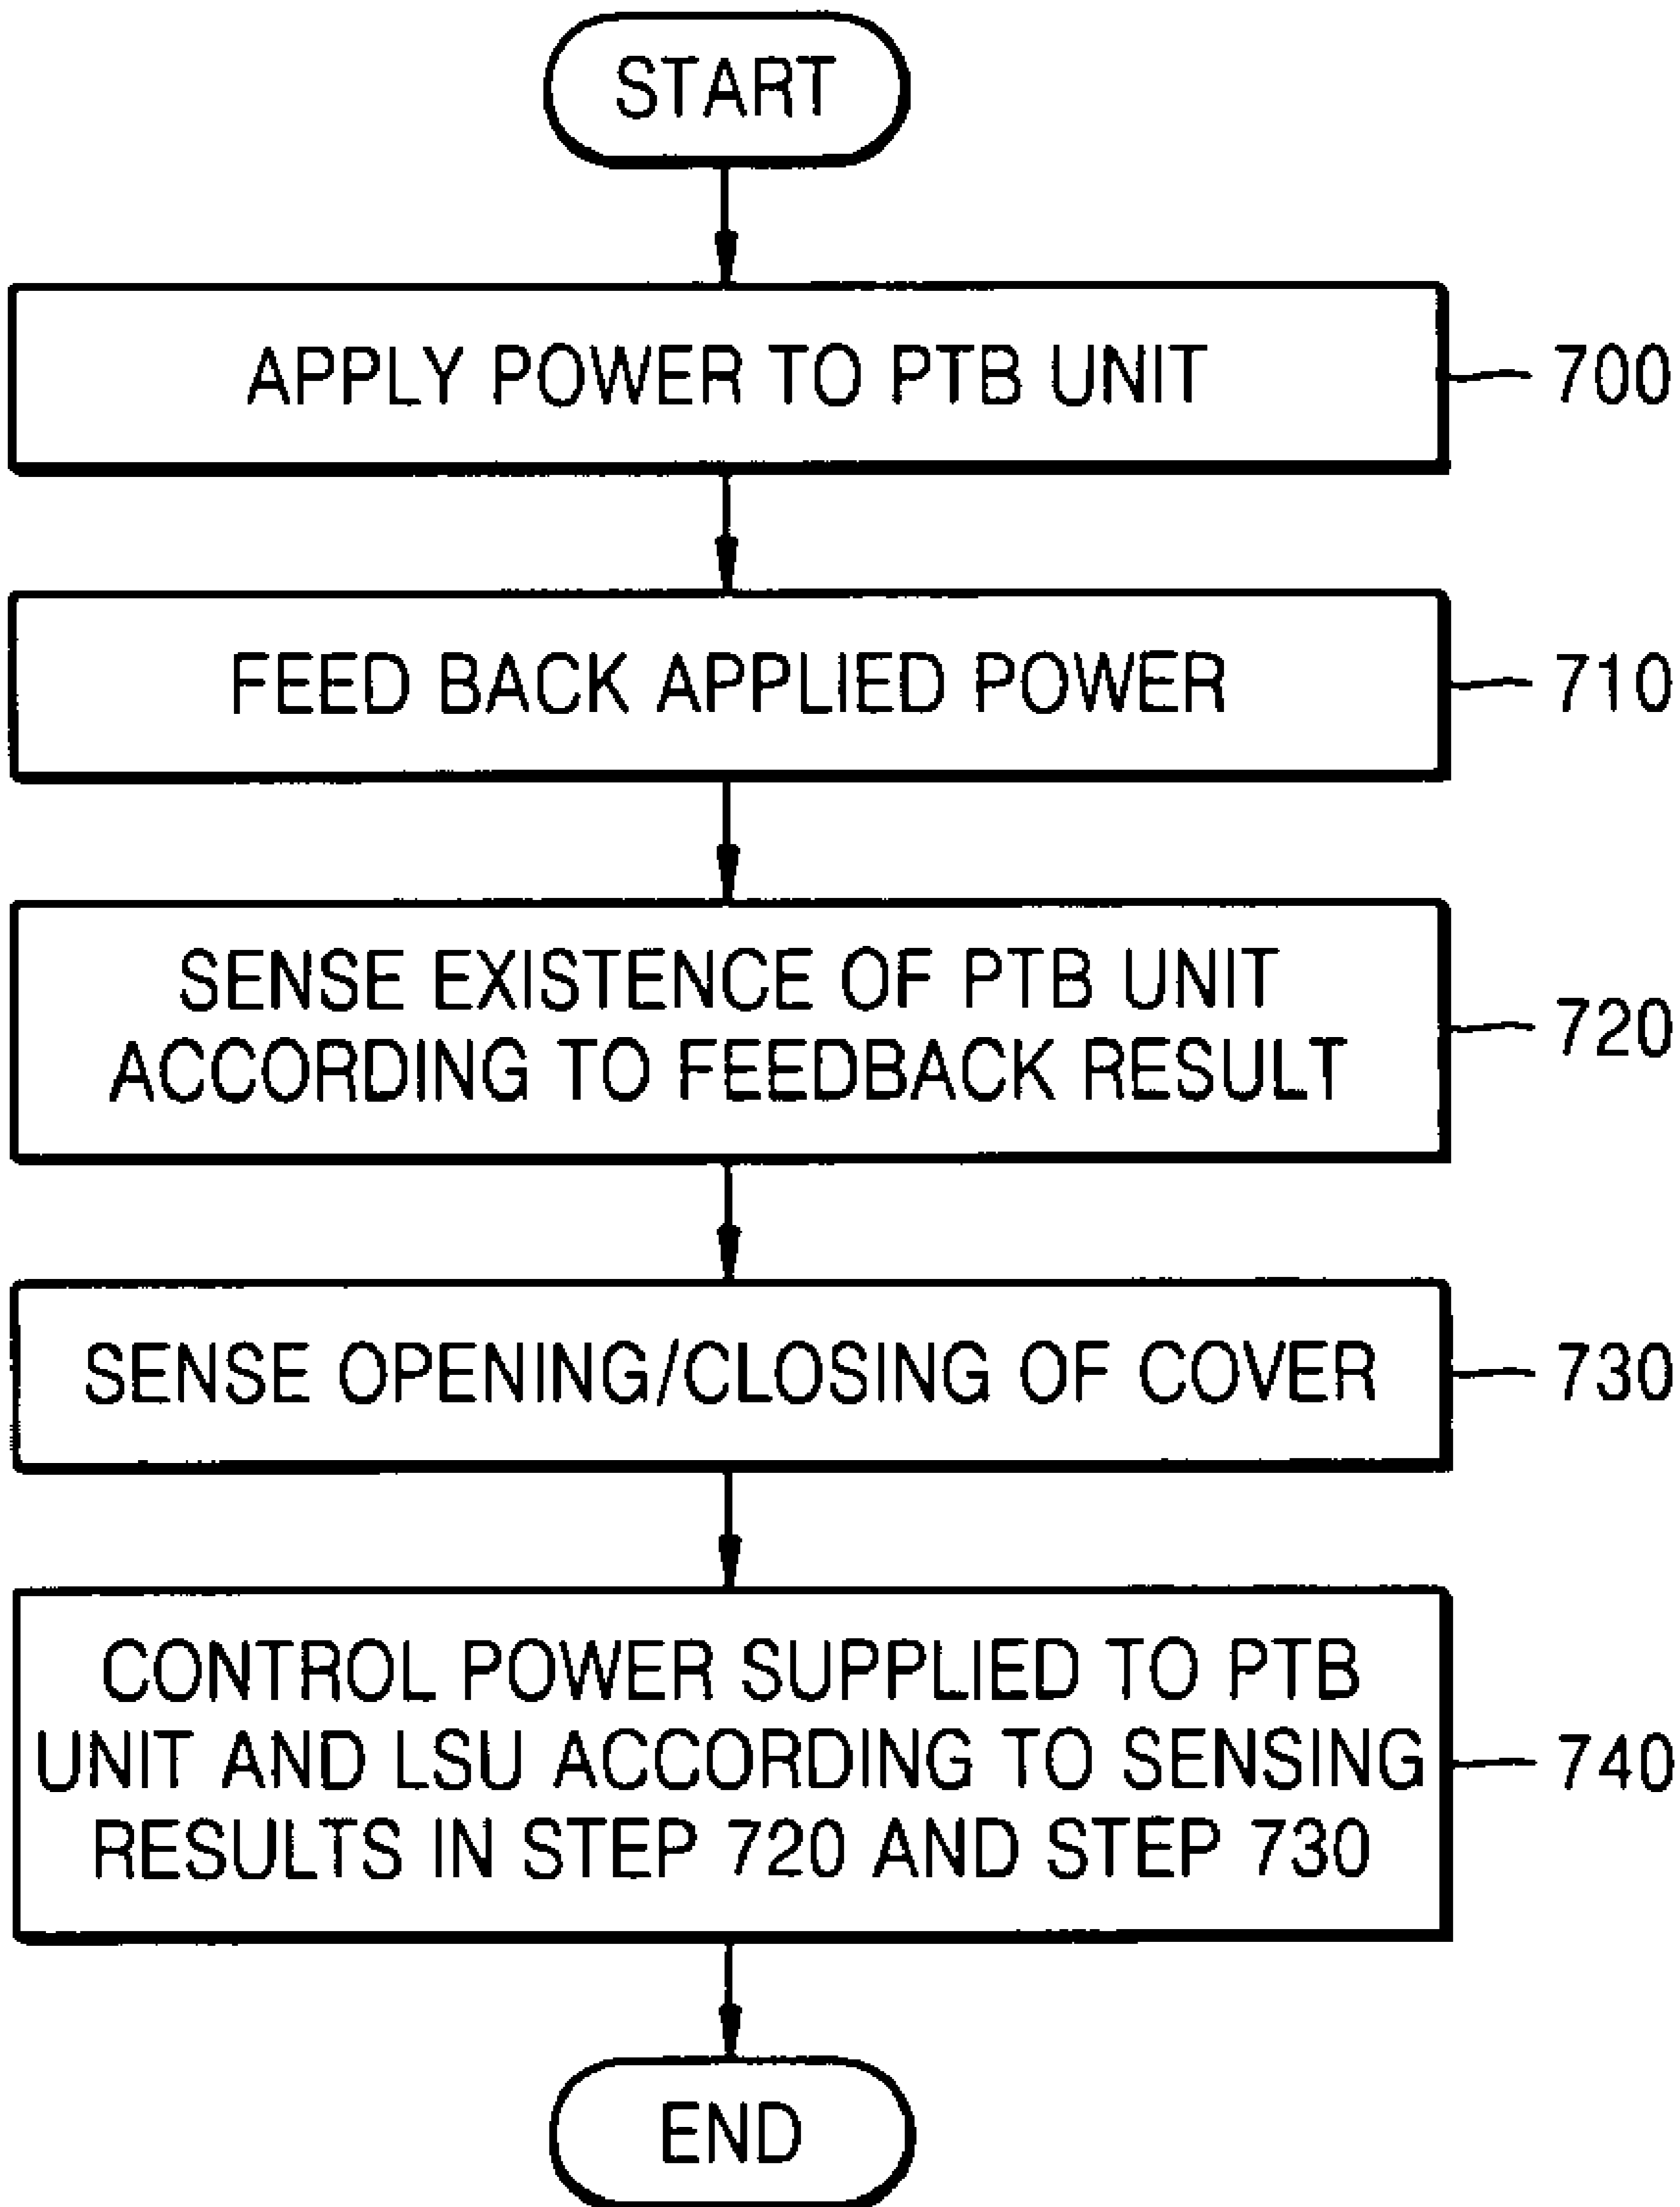 START
APPLY POWER TO PTB UNIT
700
FEED BACK APPLIED POWER
710
SENSE EXISTENCE OF PTB UNIT
ACCORDING TO FEEDBACK RESULT
720
SENSE OPENING/CLOSING OF COVER
730
CONTROL POWER SUPPLIED TO PTB
UNIT AND LSU ACCORDING TO SENSING
RESULTS IN STEP 720 AND STEP 730
740
END